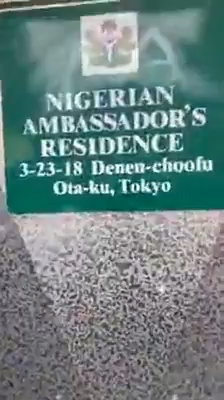 NIGERIAN
AMBASSADOR'S
RESIDENCE
3-23-18 Denen-choofu
Ota-ku, Tokyo